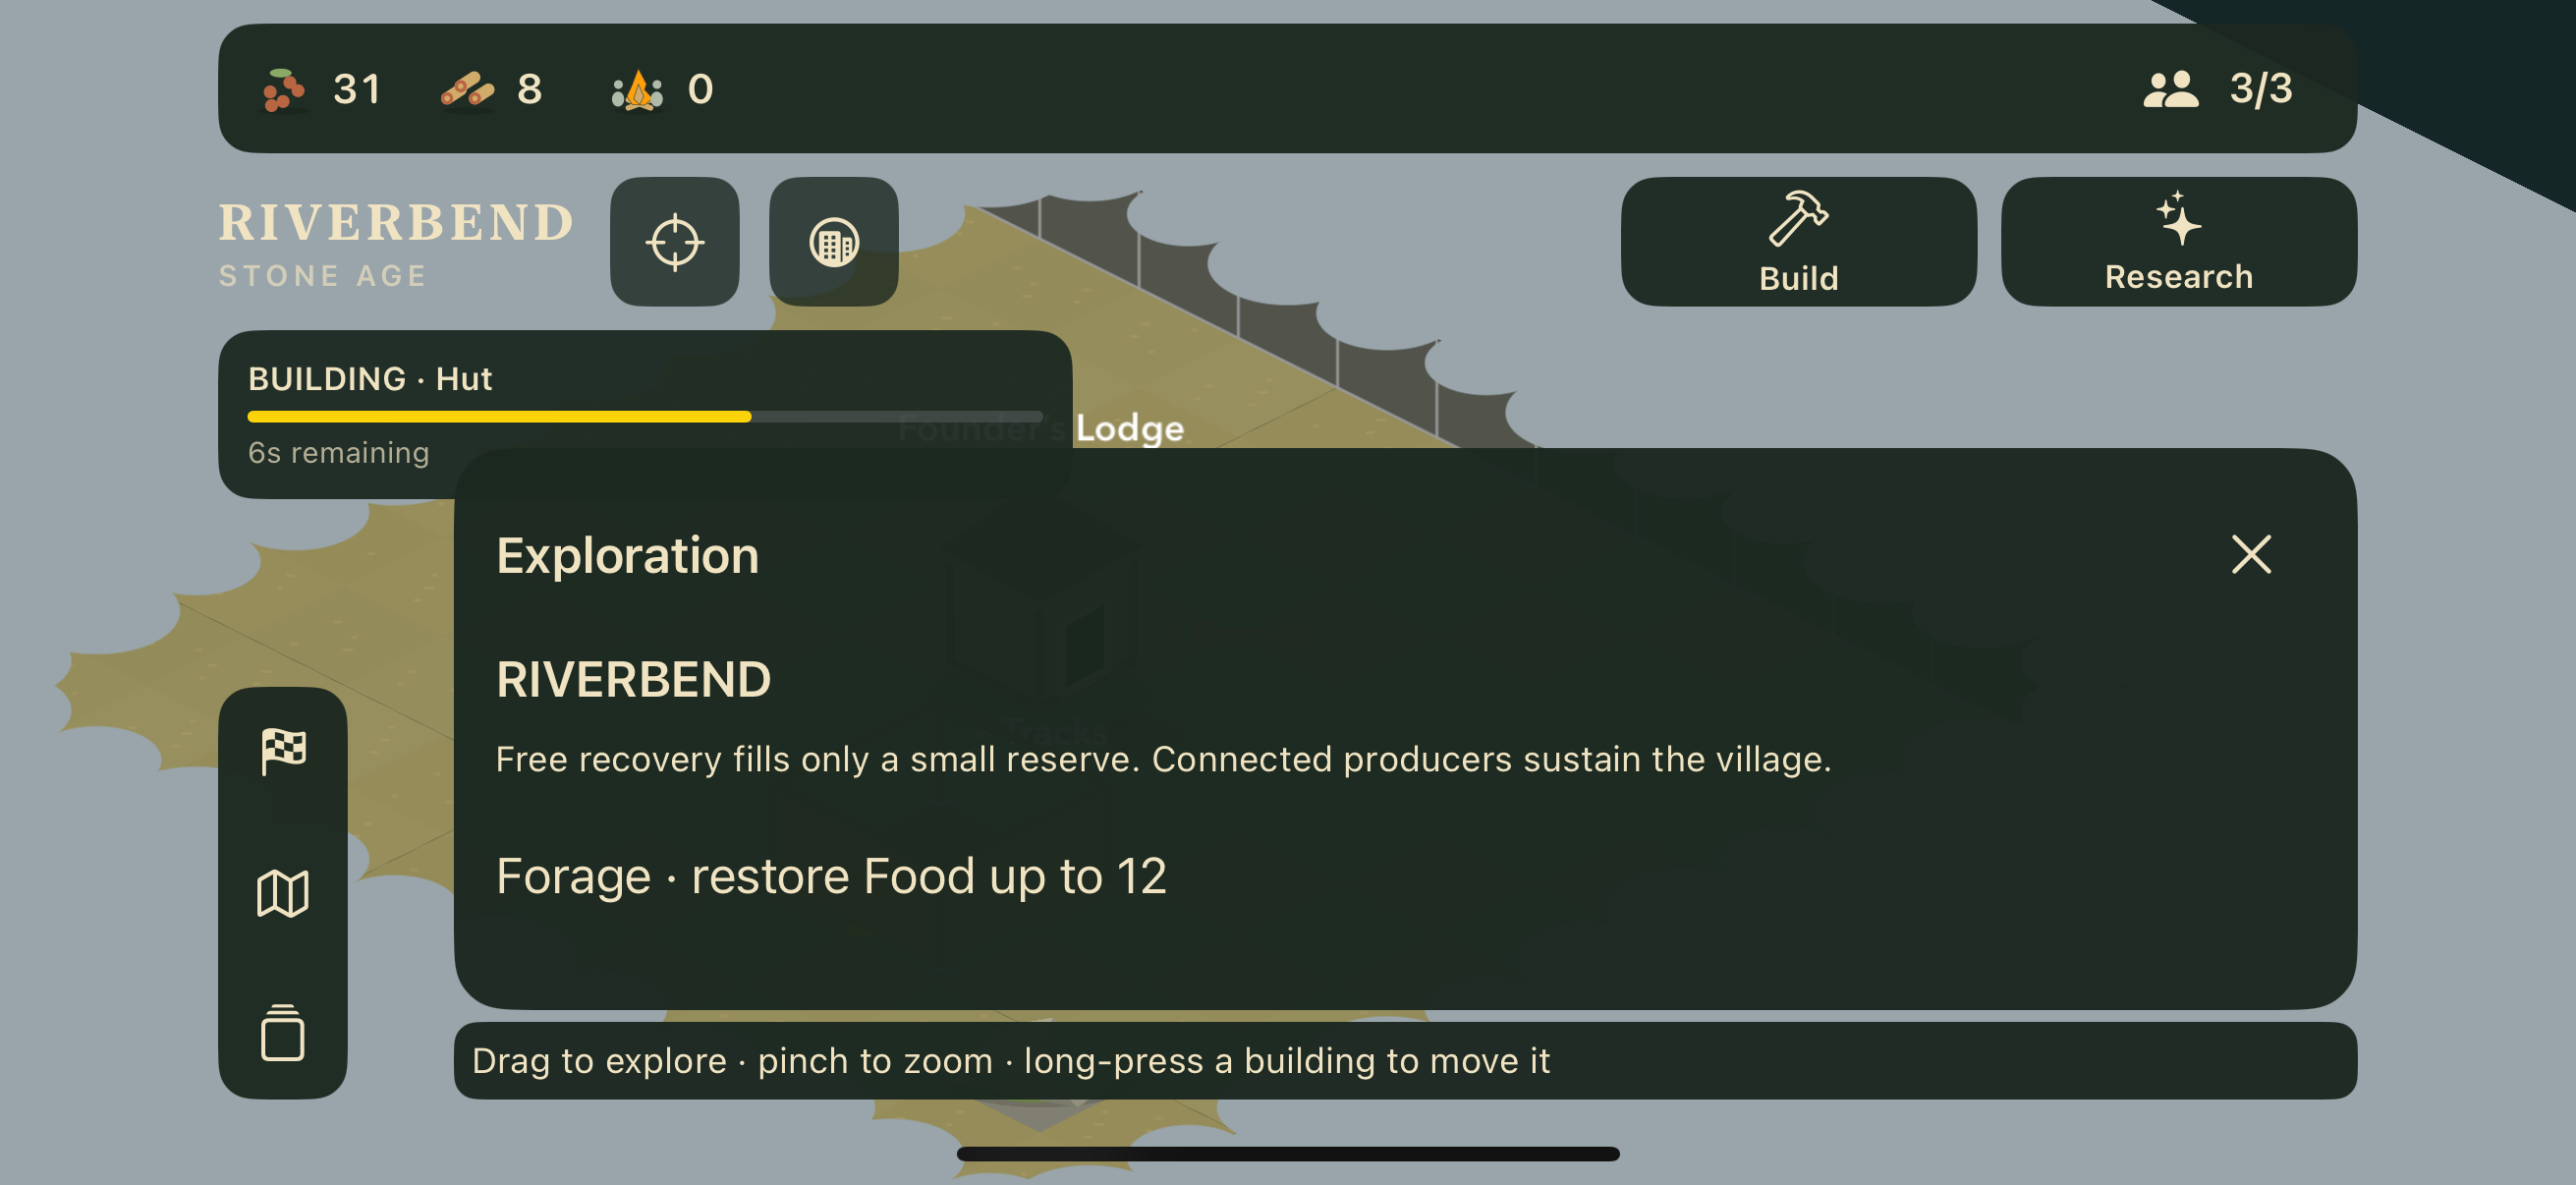 31 8 0 3/3
RIVERBEND
STONE AGE
Build
Research
BUILDING · Hut
6s remaining
Founder's Lodge
Exploration
RIVERBEND
Tracks
Free recovery fills only a small reserve. Connected producers sustain the village.
Forage · restore Food up to 12
Drag to explore · pinch to zoom · long-press a building to move it